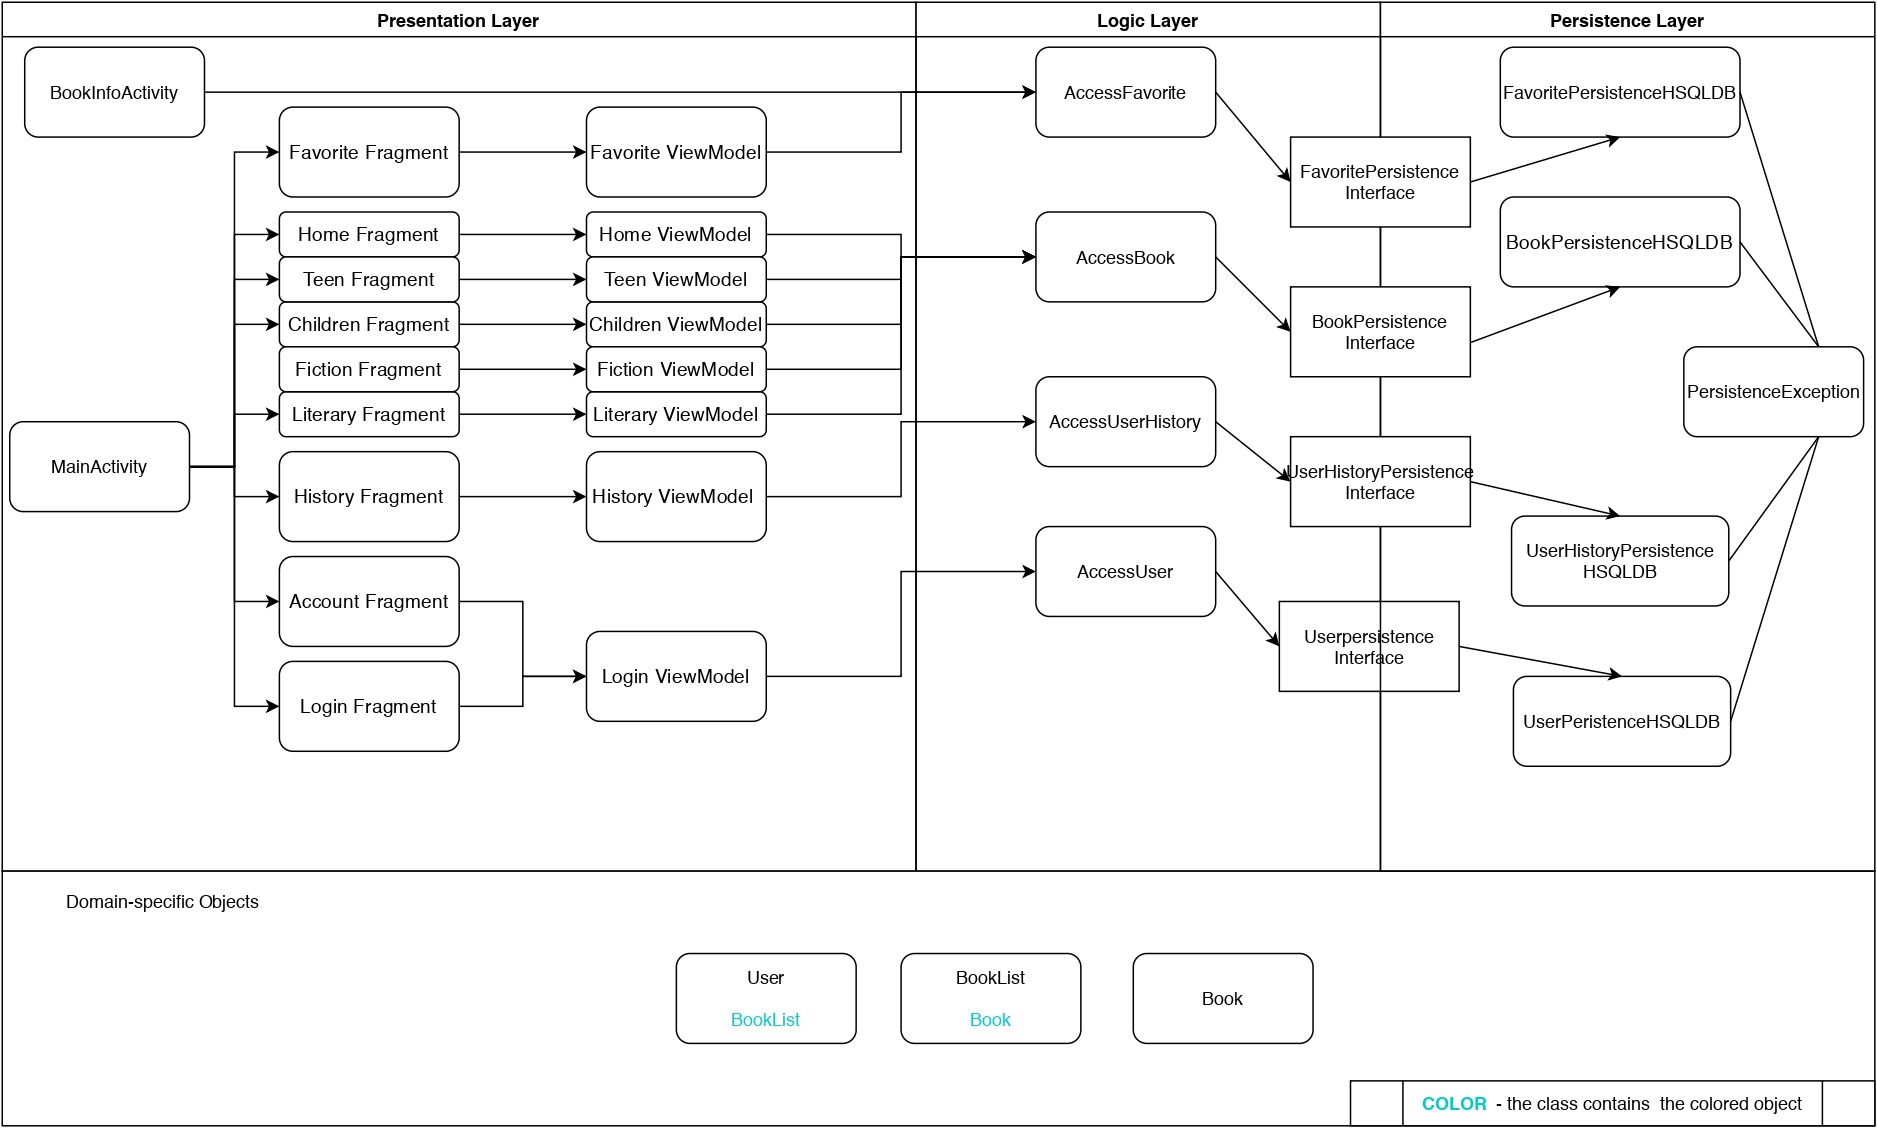 Presentation Layer
Logic Layer
Persistence Layer
BookInfoActivity
MainActivity
Favorite Fragment
Home Fragment
Teen Fragment
Children Fragment
Fiction Fragment
Literary Fragment
History Fragment
Account Fragment
Login Fragment
Favorite ViewModel
Home ViewModel
Teen ViewModel
Children ViewModel
Fiction ViewModel
Literary ViewModel
History ViewModel
Login ViewModel
AccessFavorite
AccessBook
AccessUserHistory
AccessUser
FavoritePersistence
Interface
BookPersistence
Interface
UserHistoryPersistence
Interface
Userpersistence
Interface
FavoritePersistenceHSQLDB
BookPersistenceHSQLDB
PersistenceException
UserHistoryPersistence
HSQLDB
UserPeristenceHSQLDB
Domain-specific Objects
User
BookList
BookList
Book
Book
COLOR - the class contains the colored object